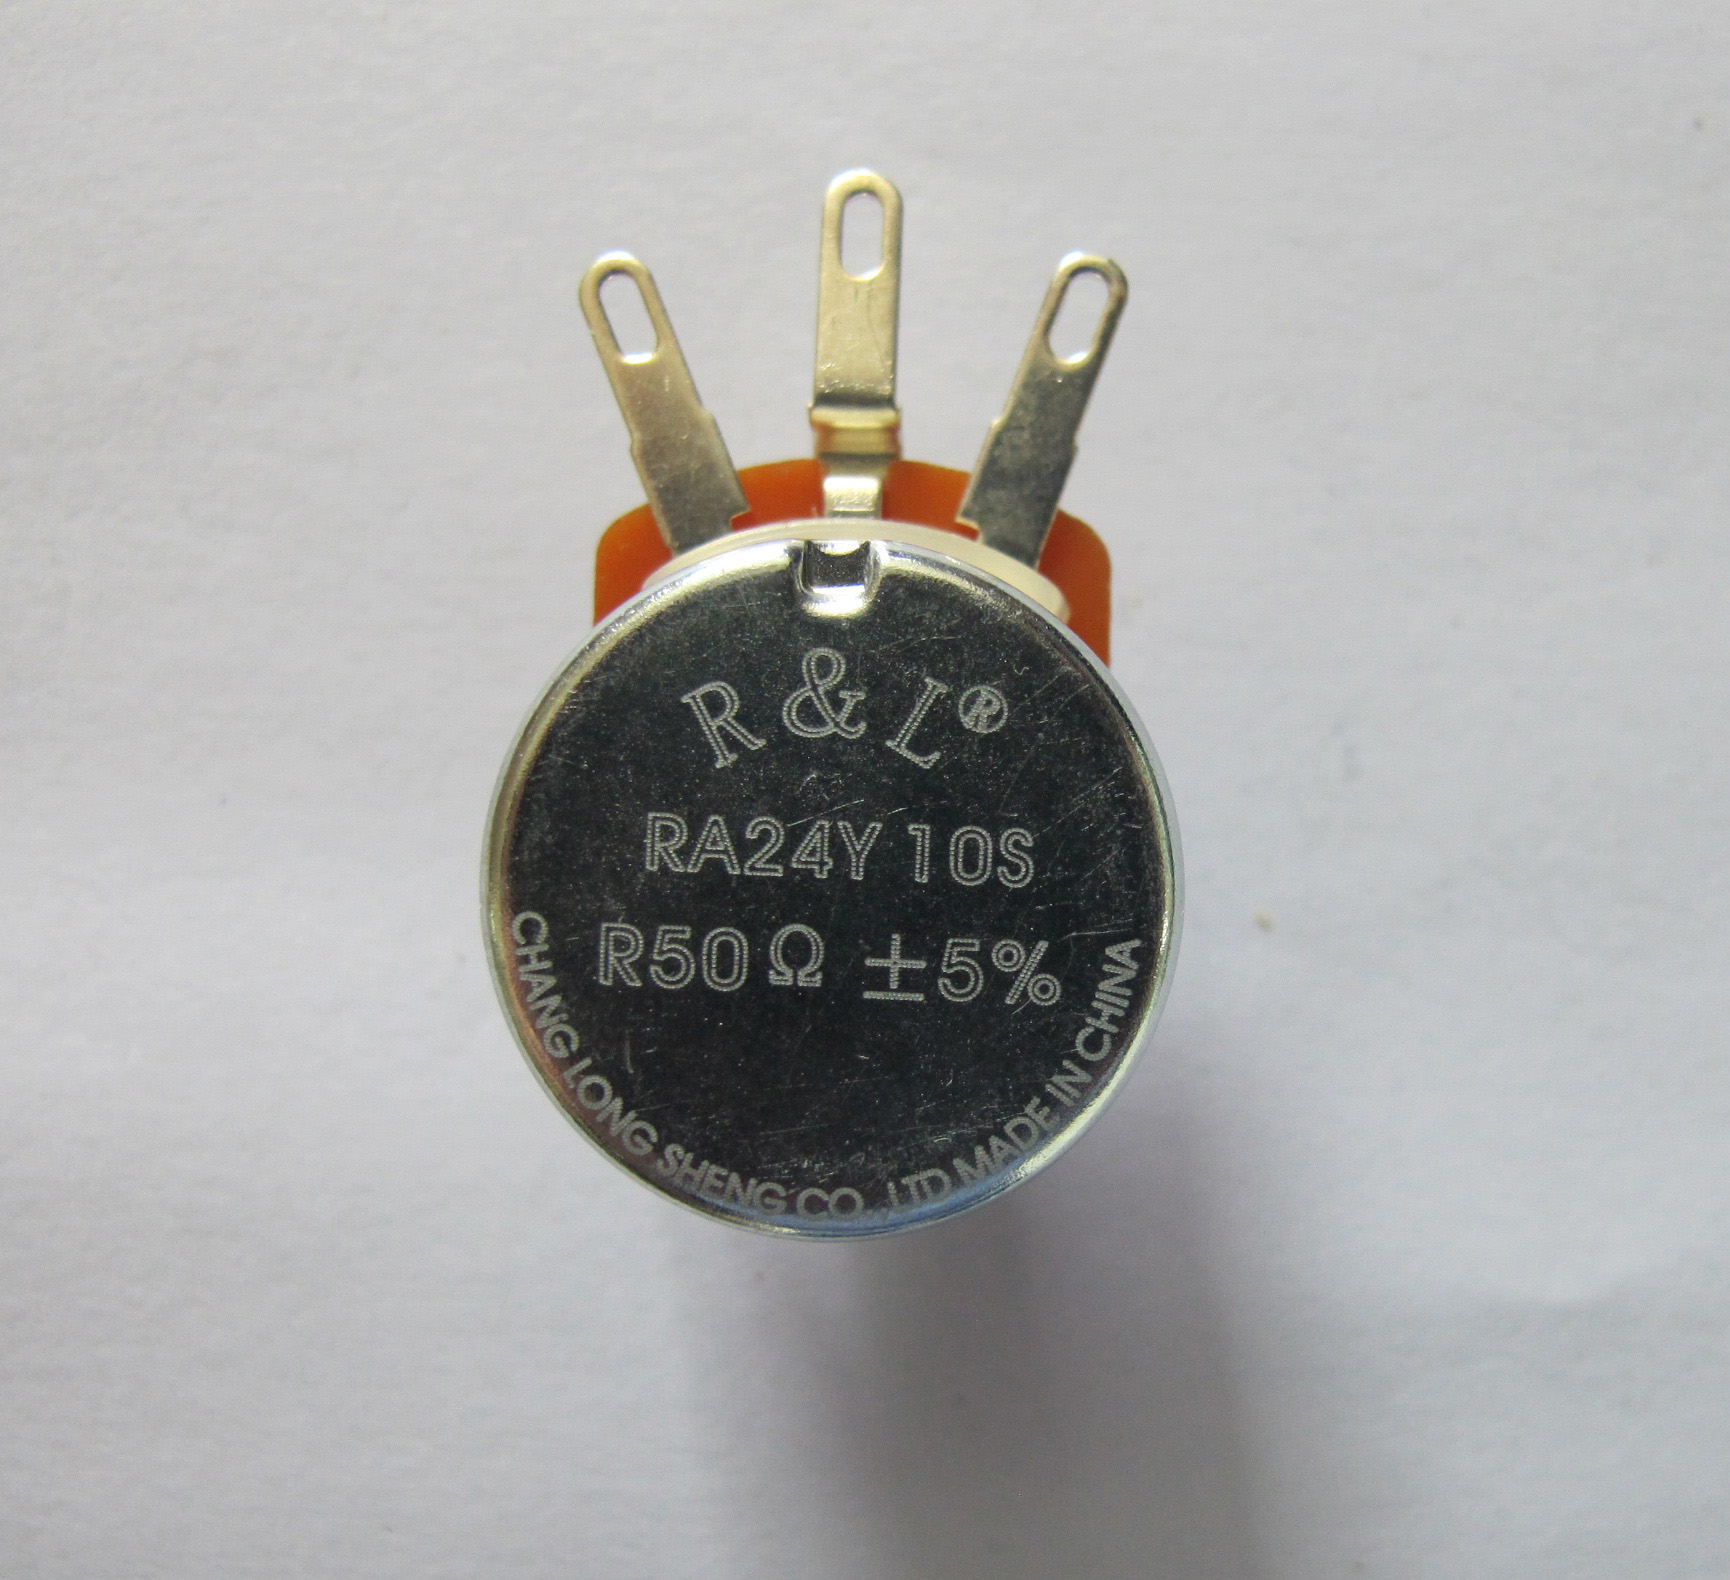 R & L®
RA24Y 10S
R50Ω ±5%
CHANG LONG SHENG CO.,LTD MADE IN CHINA